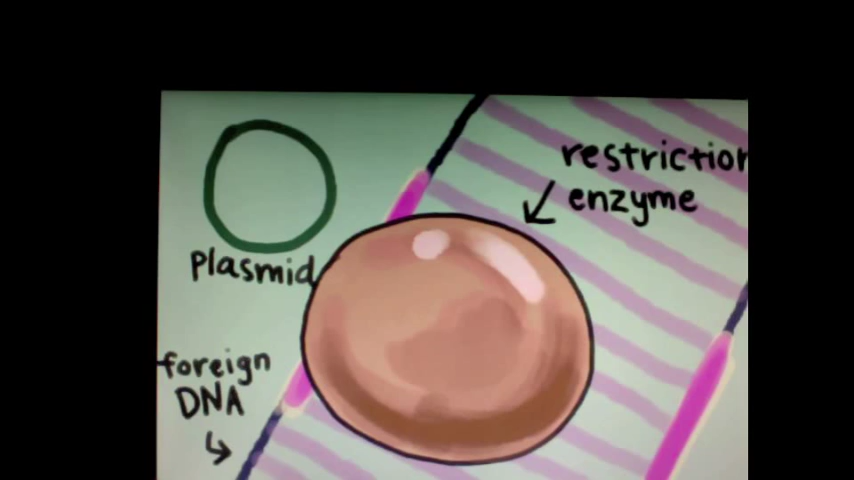 restriction
enzyme
plasmid
foreign
DNA